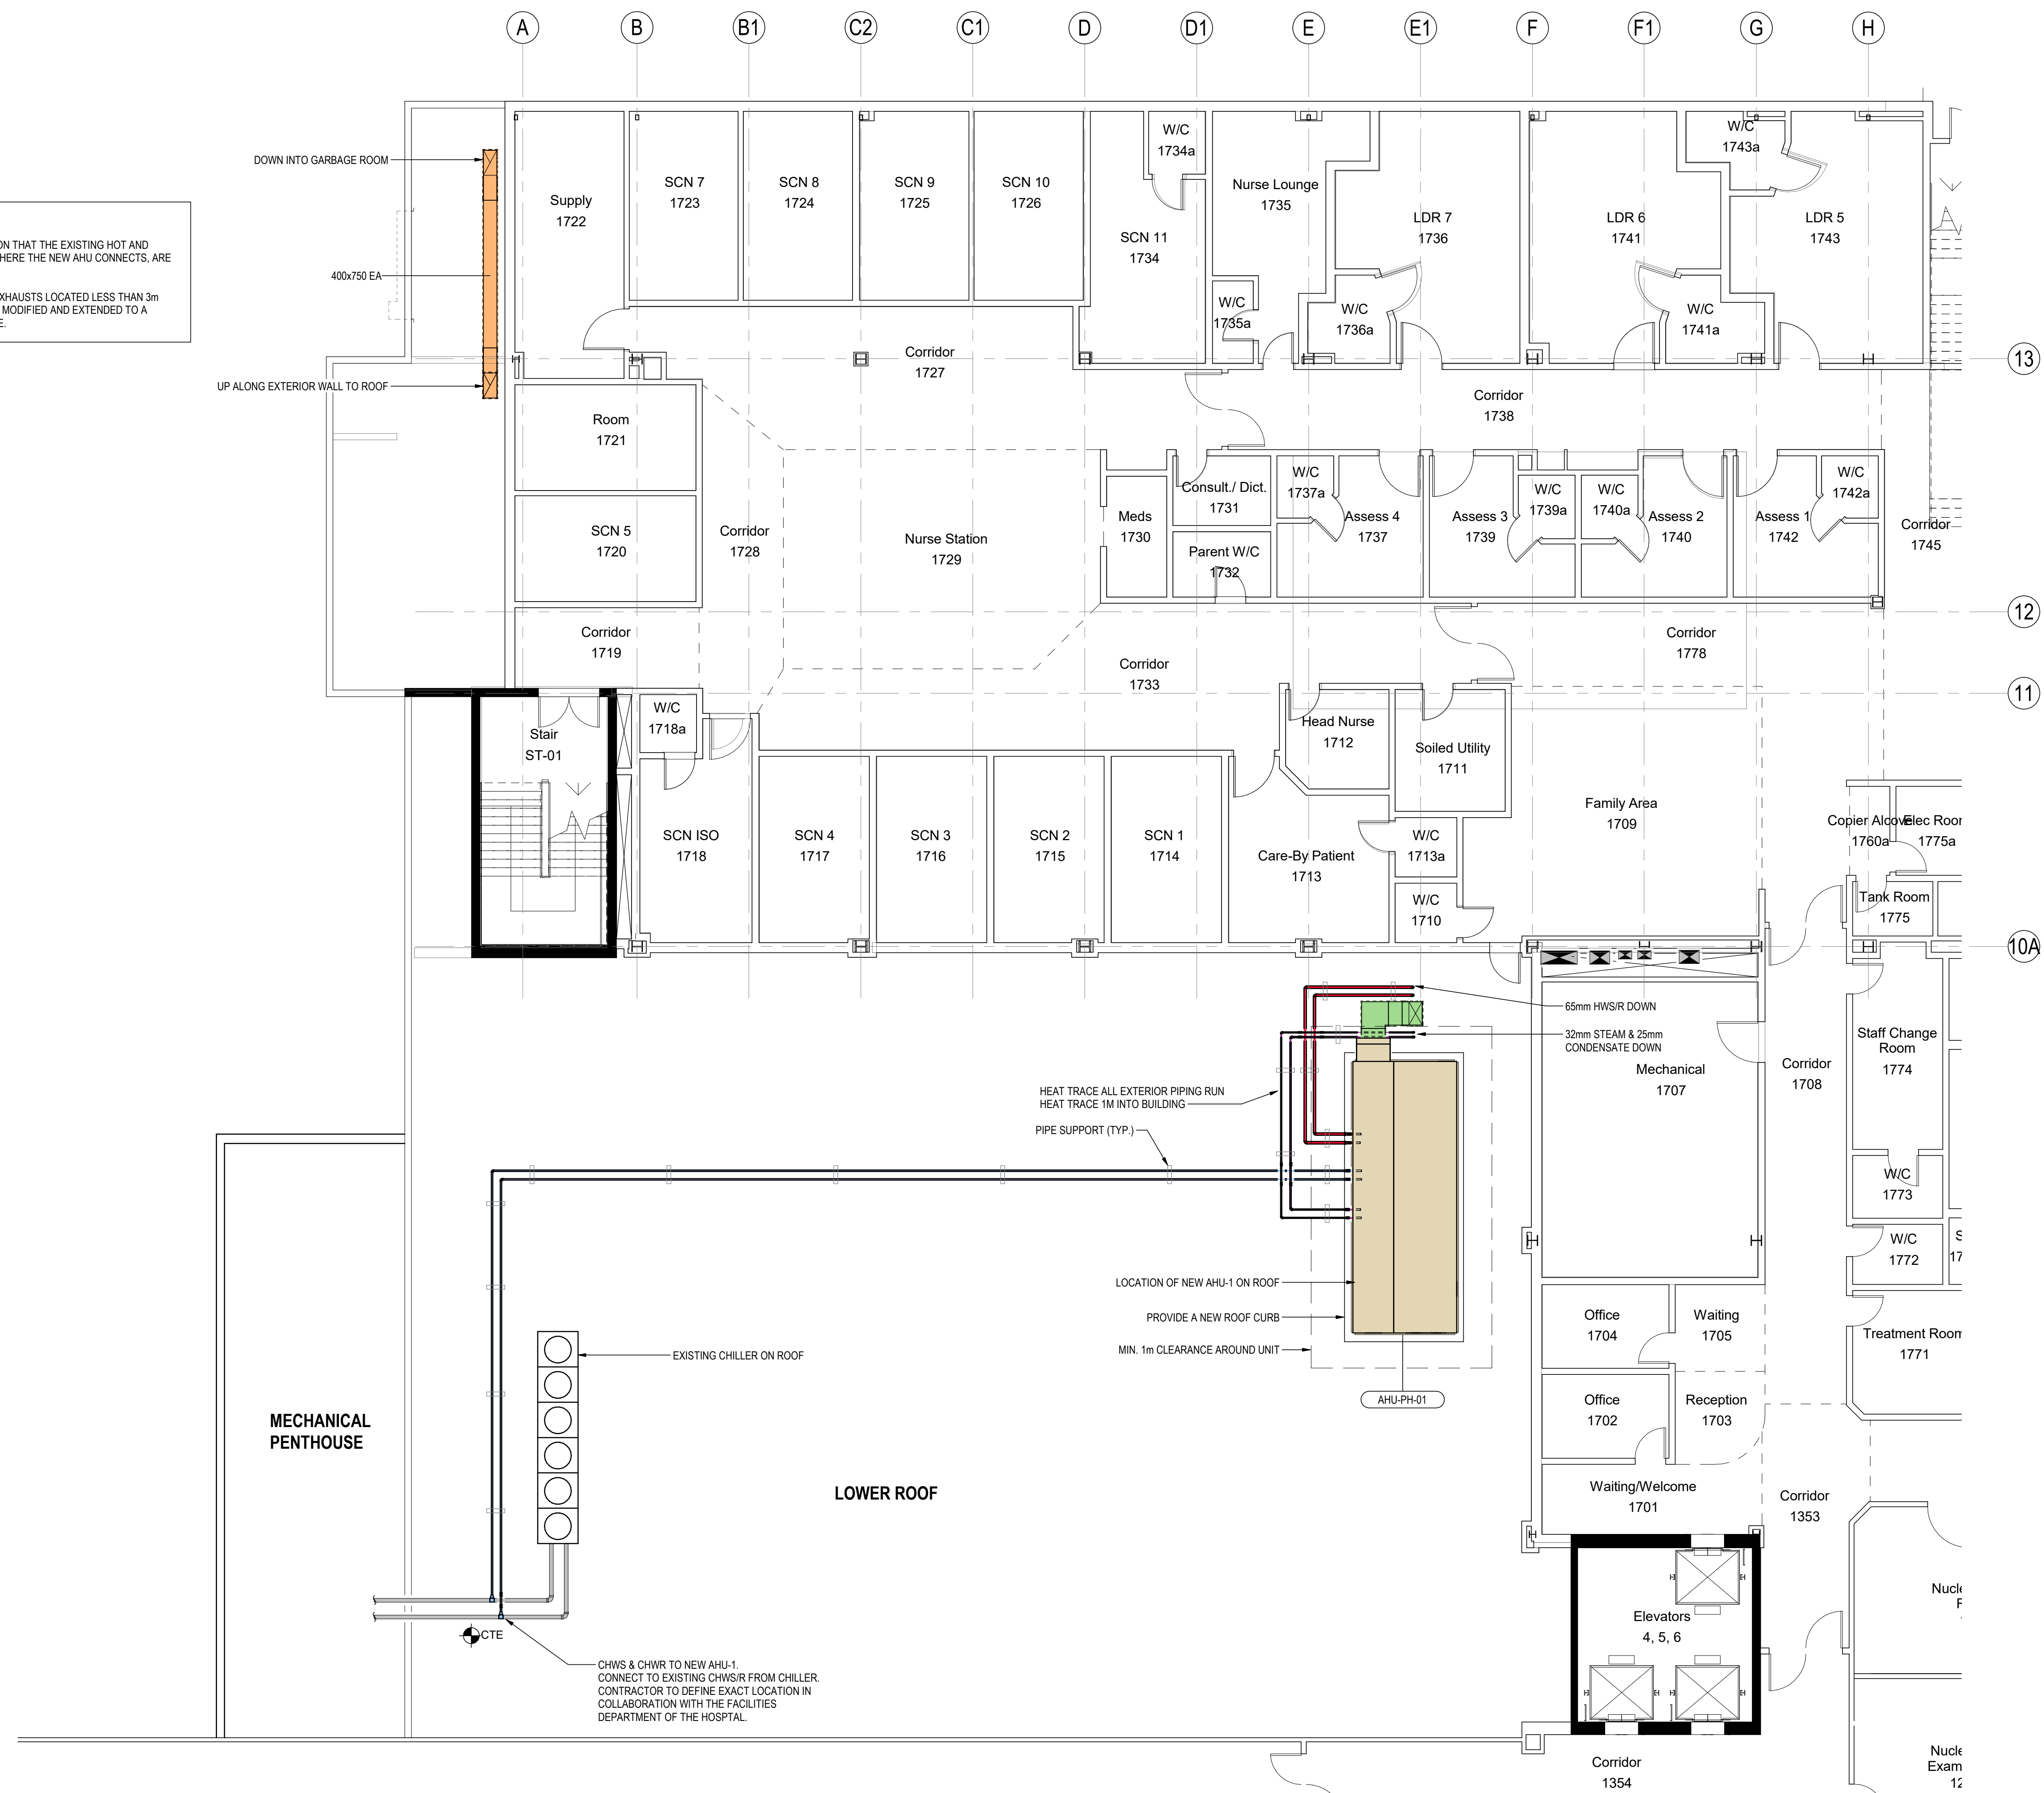 A
B
B1
C2
C1
D
D1
E
E1
F
F1
G
H
DOWN INTO GARBAGE ROOM
400x750 EA
UP ALONG EXTERIOR WALL TO ROOF
ON THAT THE EXISTING HOT AND
HERE THE NEW AHU CONNECTS, ARE
XHAUSTS LOCATED LESS THAN 3m
MODIFIED AND EXTENDED TO A
E.
Supply
1722
SCN 7
1723
SCN 8
1724
SCN 9
1725
SCN 10
1726
SCN 11
1734
W/C
1734a
Nurse Lounge
1735
W/C
1735a
LDR 7
1736
W/C
1736a
LDR 6
1741
W/C
1741a
W/C
1743a
LDR 5
1743
13
Corridor
1727
Corridor
1738
Room
1721
SCN 5
1720
Corridor
1728
Nurse Station
1729
Meds
1730
Consult./ Dict.
1731
Parent W/C
1732
W/C
1737a
Assess 4
1737
Assess 3
1739
W/C
1739a
W/C
1740a
Assess 2
1740
Assess 1
1742
W/C
1742a
Corridor
1745
12
Corridor
1719
Corridor
1733
Corridor
1778
11
Stair
ST-01
W/C
1718a
SCN ISO
1718
SCN 4
1717
SCN 3
1716
SCN 2
1715
SCN 1
1714
Head Nurse
1712
Soiled Utility
1711
Care-By Patient
1713
W/C
1713a
W/C
1710
Family Area
1709
Copier Alcove
1760a
Elec Roor
1775a
Tank Room
1775
10A
65mm HWS/R DOWN
32mm STEAM & 25mm
CONDENSATE DOWN
HEAT TRACE ALL EXTERIOR PIPING RUN
HEAT TRACE 1M INTO BUILDING
PIPE SUPPORT (TYP.)
Mechanical
1707
Corridor
1708
Staff Change
Room
1774
W/C
1773
W/C
1772
S
17
Treatment Room
1771
LOCATION OF NEW AHU-1 ON ROOF
PROVIDE A NEW ROOF CURB
MIN. 1m CLEARANCE AROUND UNIT
AHU-PH-01
Office
1704
Waiting
1705
Office
1702
Reception
1703
Waiting/Welcome
1701
Corridor
1353
EXISTING CHILLER ON ROOF
MECHANICAL
PENTHOUSE
LOWER ROOF
CTE
CHWS & CHWR TO NEW AHU-1.
CONNECT TO EXISTING CHWS/R FROM CHILLER.
CONTRACTOR TO DEFINE EXACT LOCATION IN
COLLABORATION WITH THE FACILITIES
DEPARTMENT OF THE HOSPTAL.
Elevators
4, 5, 6
Nucle
Corridor
1354
Nucle
Exam
12